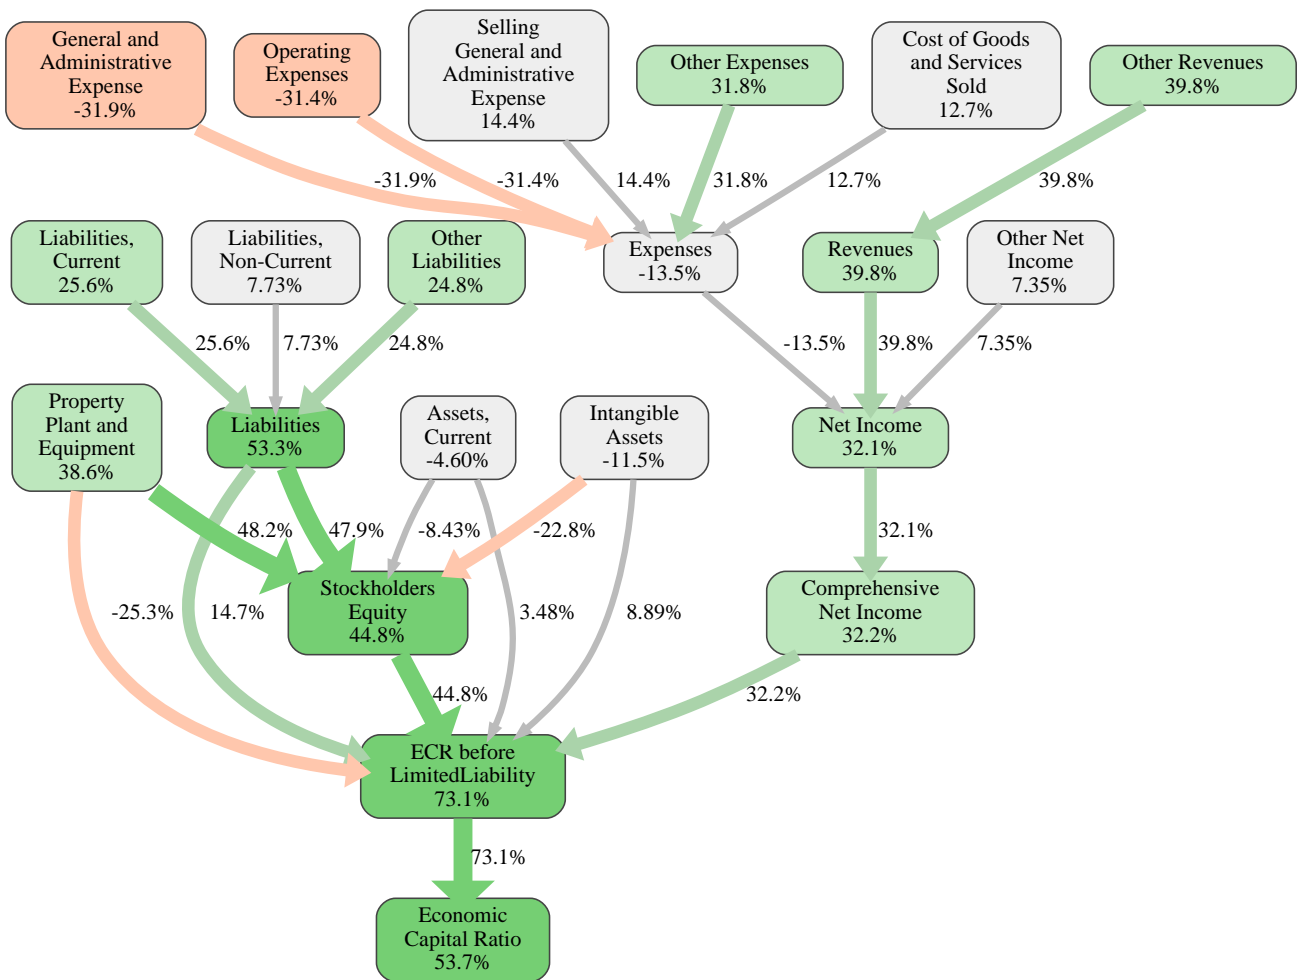 General and
Administrative
Expense
-31.9%
Operating
Expenses
-31.4%
Selling
General and
Administrative
Expense
14.4%
Other Expenses
31.8%
Cost of Goods
and Services
Sold
12.7%
Other Revenues
39.8%
-31.9%
-31.4%
14.4%
31.8%
12.7%
39.8%
Liabilities,
Current
25.6%
Liabilities,
Non-Current
7.73%
Other
Liabilities
24.8%
Expenses
-13.5%
Revenues
39.8%
Other Net
Income
7.35%
25.6%
7.73%
24.8%
-13.5%
39.8%
7.35%
Property
Plant and
Equipment
38.6%
Liabilities
53.3%
Assets,
Current
-4.60%
Intangible
Assets
-11.5%
Net Income
32.1%
48.2%
47.9%
-8.43%
-22.8%
32.1%
-25.3%
14.7%
Stockholders
Equity
44.8%
3.48%
8.89%
Comprehensive
Net Income
32.2%
44.8%
32.2%
ECR before
LimitedLiability
73.1%
73.1%
Economic
Capital Ratio
53.7%